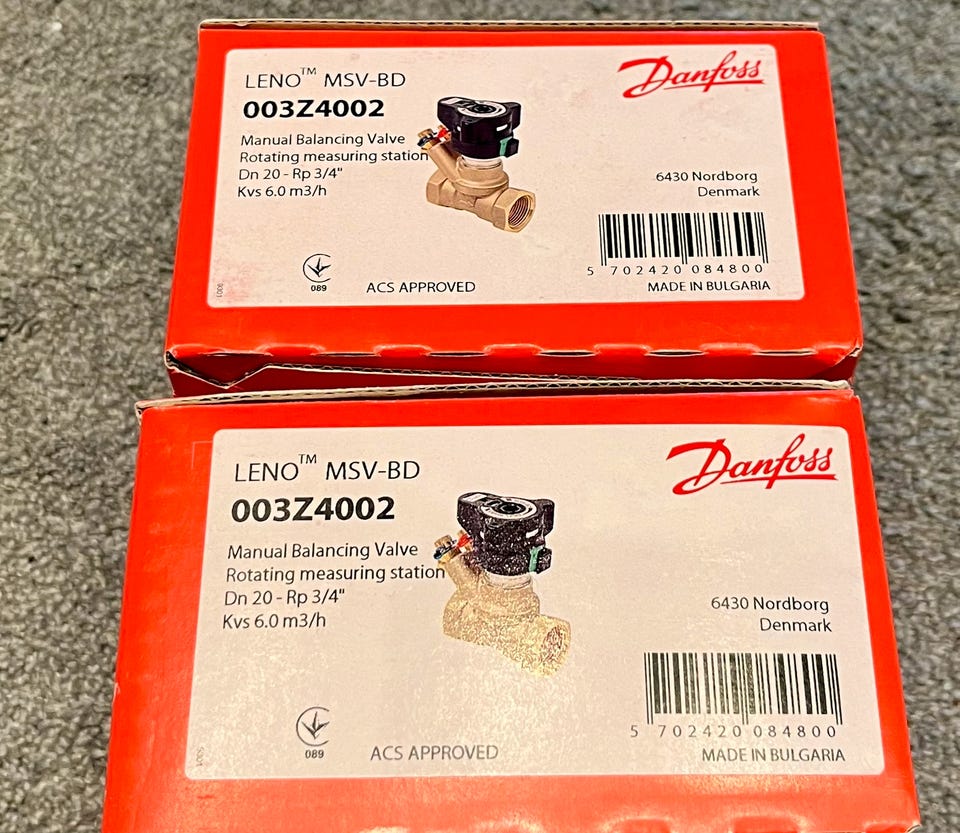 LENO™ MSV-BD
003Z4002
Danfoss
Manual Balancing Valve
Rotating measuring station
Dn 20 - Rp 3/4"
Kvs 6.0 m3/h
6430 Nordborg
Denmark
5 702420 084800
089
ACS APPROVED
MADE IN BULGARIA
LENO™ MSV-BD
003Z4002
Danfoss
Manual Balancing Valve
Rotating measuring station
Dn 20 - Rp 3/4"
Kvs 6.0 m3/h
6430 Nordborg
Denmark
5 702420 084800
089
ACS APPROVED
MADE IN BULGARIA